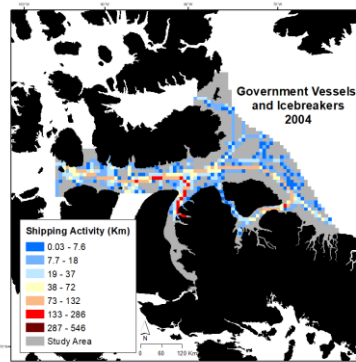 Government Vessels
and Icebreakers
2004
Shipping Activity (Km)
0.03 - 7.6
7.7 - 18
19 - 37
38 - 72
73 - 132
133 - 286
287 - 546
Study Area
N
0 60 120 Km